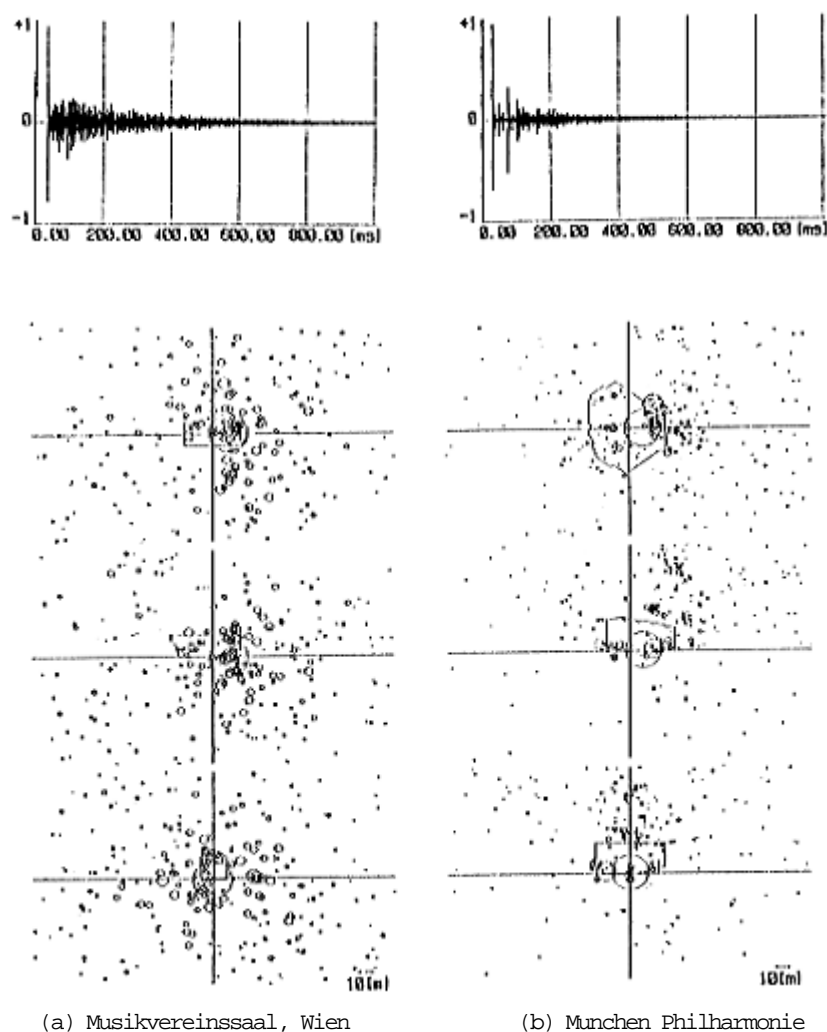 +1
0
-1
0.00 200.00 400.00 600.00 800.00 [ms]
+1
0
-1
0.00 200.00 400.00 600.00 800.00 [ms]
10[m]
10[m]
(a) Musikvereinssaal, Wien
(b) Munchen Philharmonie